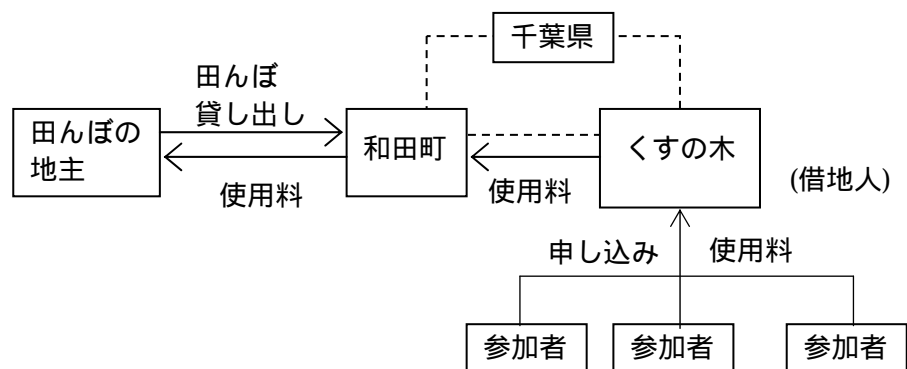 千葉県
田んぼ
貸し出し
田んぼの
地主
和田町
くすの木
(借地人)
使用料
使用料
申し込み
使用料
参加者
参加者
参加者